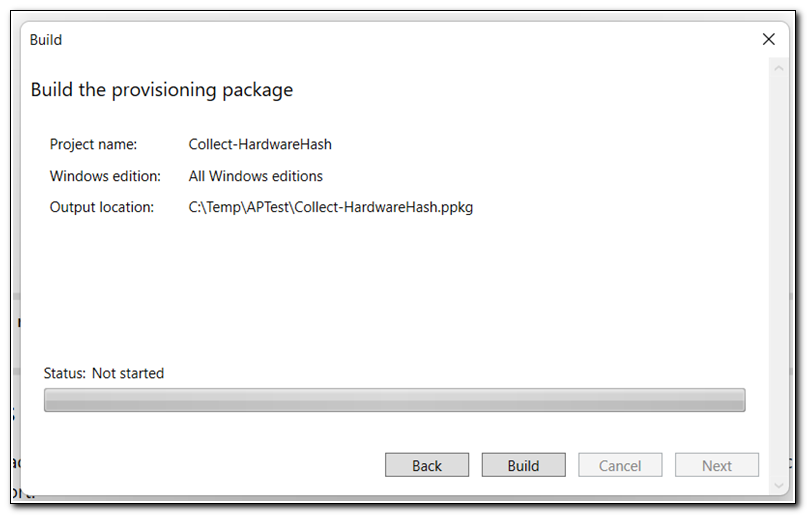 Build
Build the provisioning package
Project name: Collect-HardwareHash
Windows edition: All Windows editions
Output location: C:\Temp\APTest\Collect-HardwareHash.ppkg
Status: Not started
Back Build Cancel Next